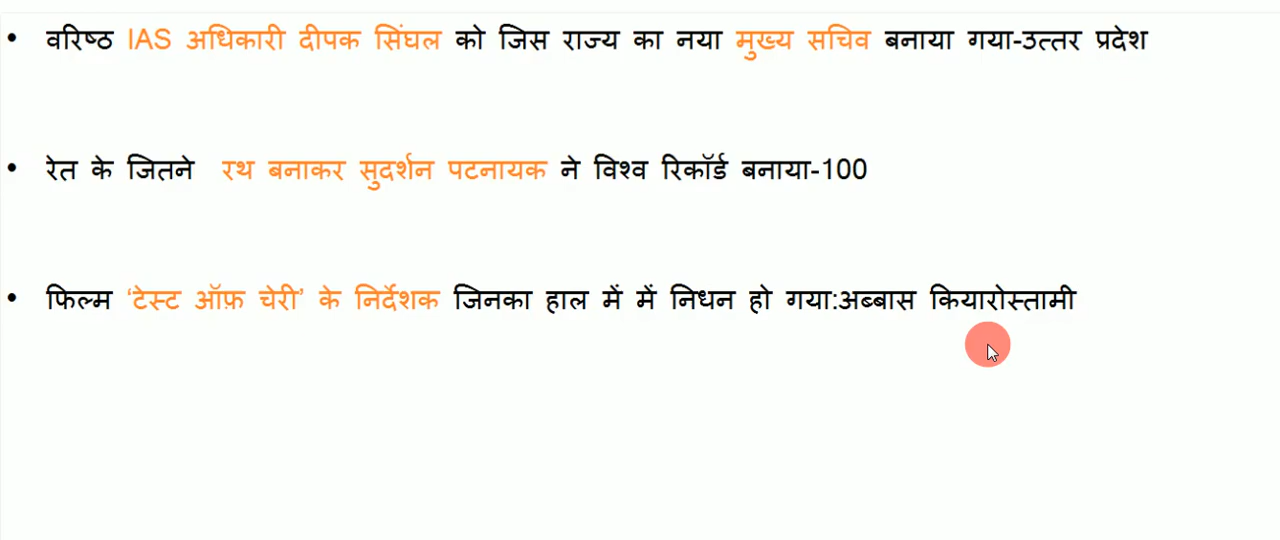 • वरिष्ठ IAS अधिकारी दीपक सिंघल को जिस राज्य का नया मुख्य सचिव बनाया गया-उत्तर प्रदेश
• रेत के जितने रथ बनाकर सुदर्शन पटनायक ने विश्व रिकॉर्ड बनाया-100
• फिल्म ‘टेस्ट ऑफ़ चेरी’ के निर्देशक जिनका हाल में में निधन हो गया:अब्बास कियारोस्तामी